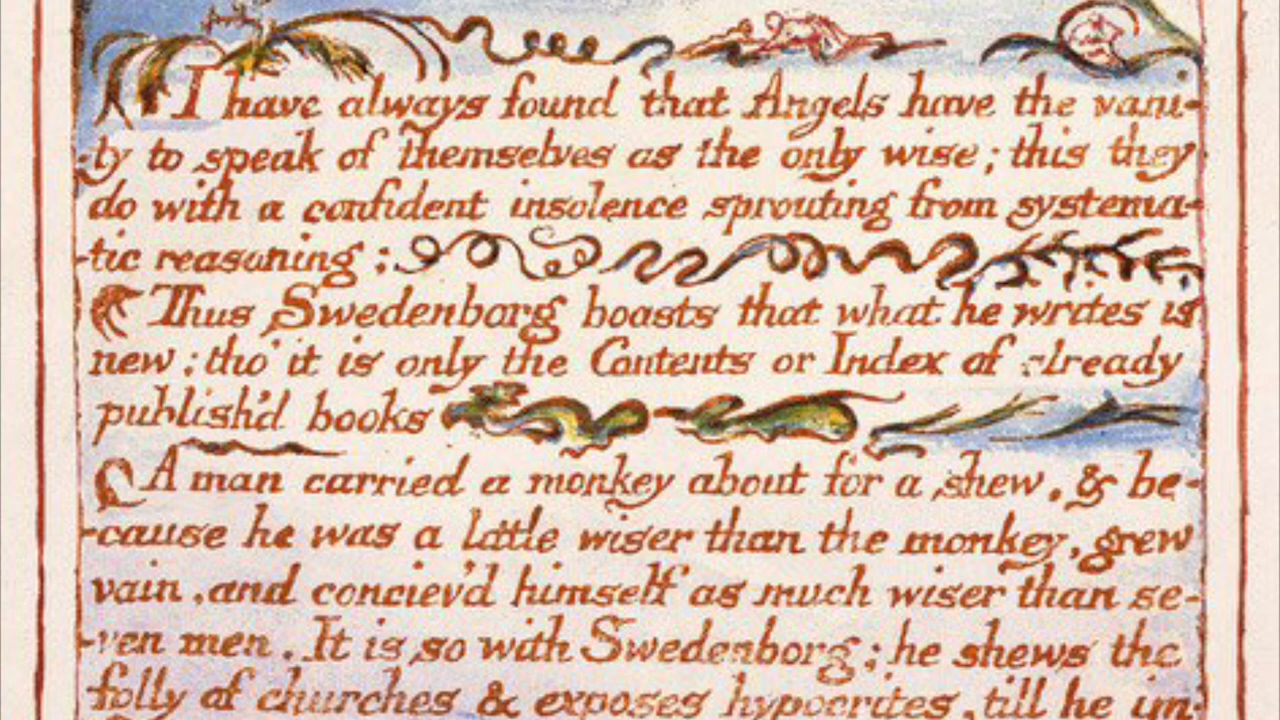 I have always found that Angels have the vani-
-ty to speak of themselves as the only wise; this they
do with a confident insolence sprouting from systema-
-tic reasoning:
Thus Swedenborg boasts that what he writes is
new: tho' it is only the Contents or Index of already
publish'd books
A man carried a monkey about for a shew, & be-
-cause he was a little wiser than the monkey, grew
vain, and conciev'd himself as much wiser than se-
-ven men. It is so with Swedenborg; he shews the
folly of churches & exposes hypocrites, till he im-